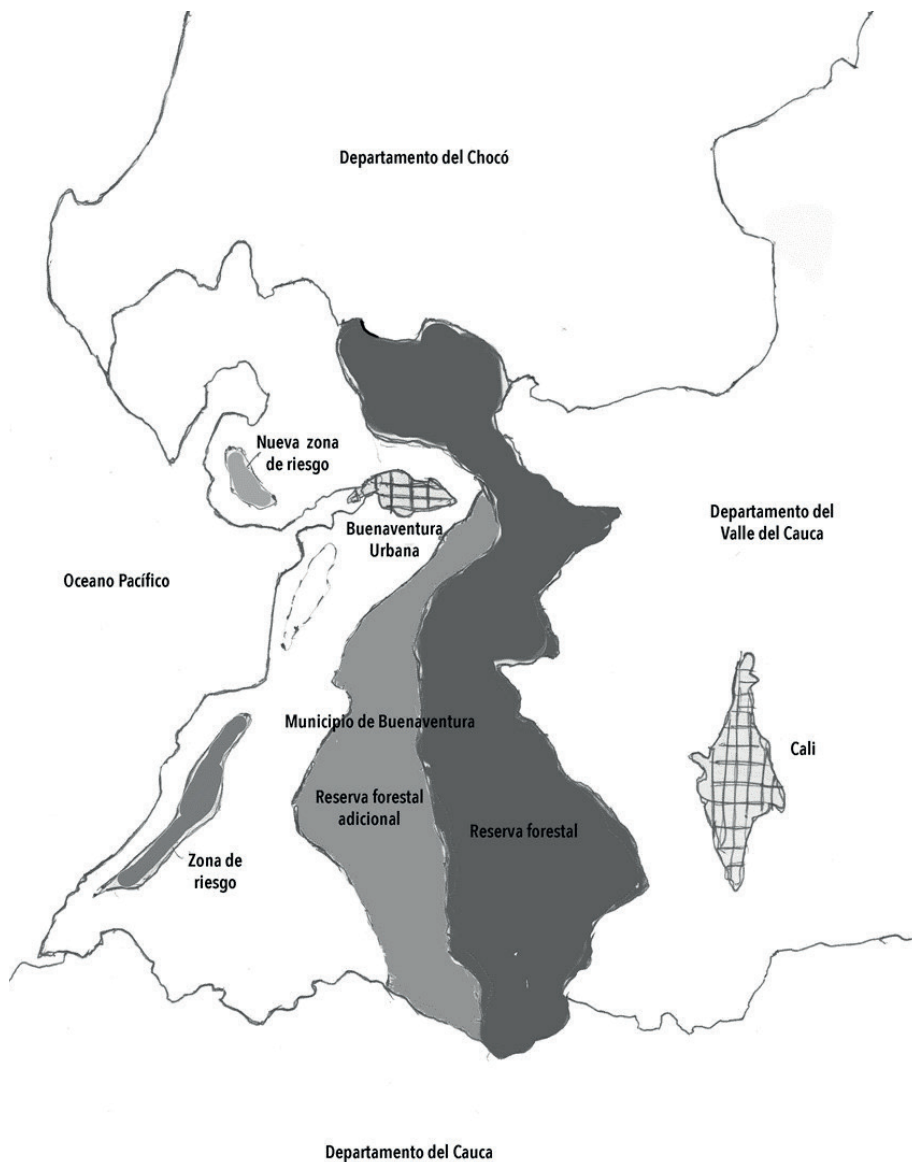 Departamento del Chocó
Nueva zona
de riesgo
Buenaventura
Urbana
Departamento del
Valle del Cauca
Oceano Pacífico
Municipio de Buenaventura
Cali
Reserva forestal
adicional
Reserva forestal
Zona de
riesgo
Departamento del Cauca